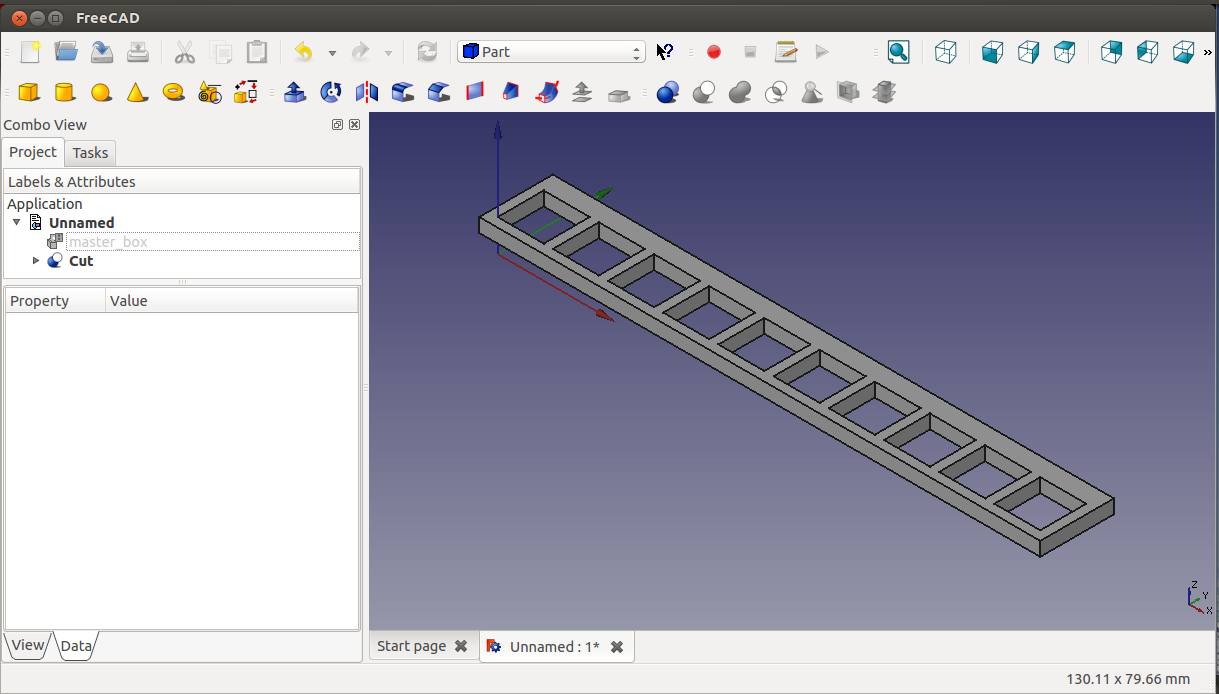 FreeCAD
Part
»
Combo View
Project Tasks
Labels & Attributes
Application
Unnamed
master_box
Cut
Property Value
View Data
Start page Unnamed : 1*
Z
Y
X
130.11 x 79.66 mm